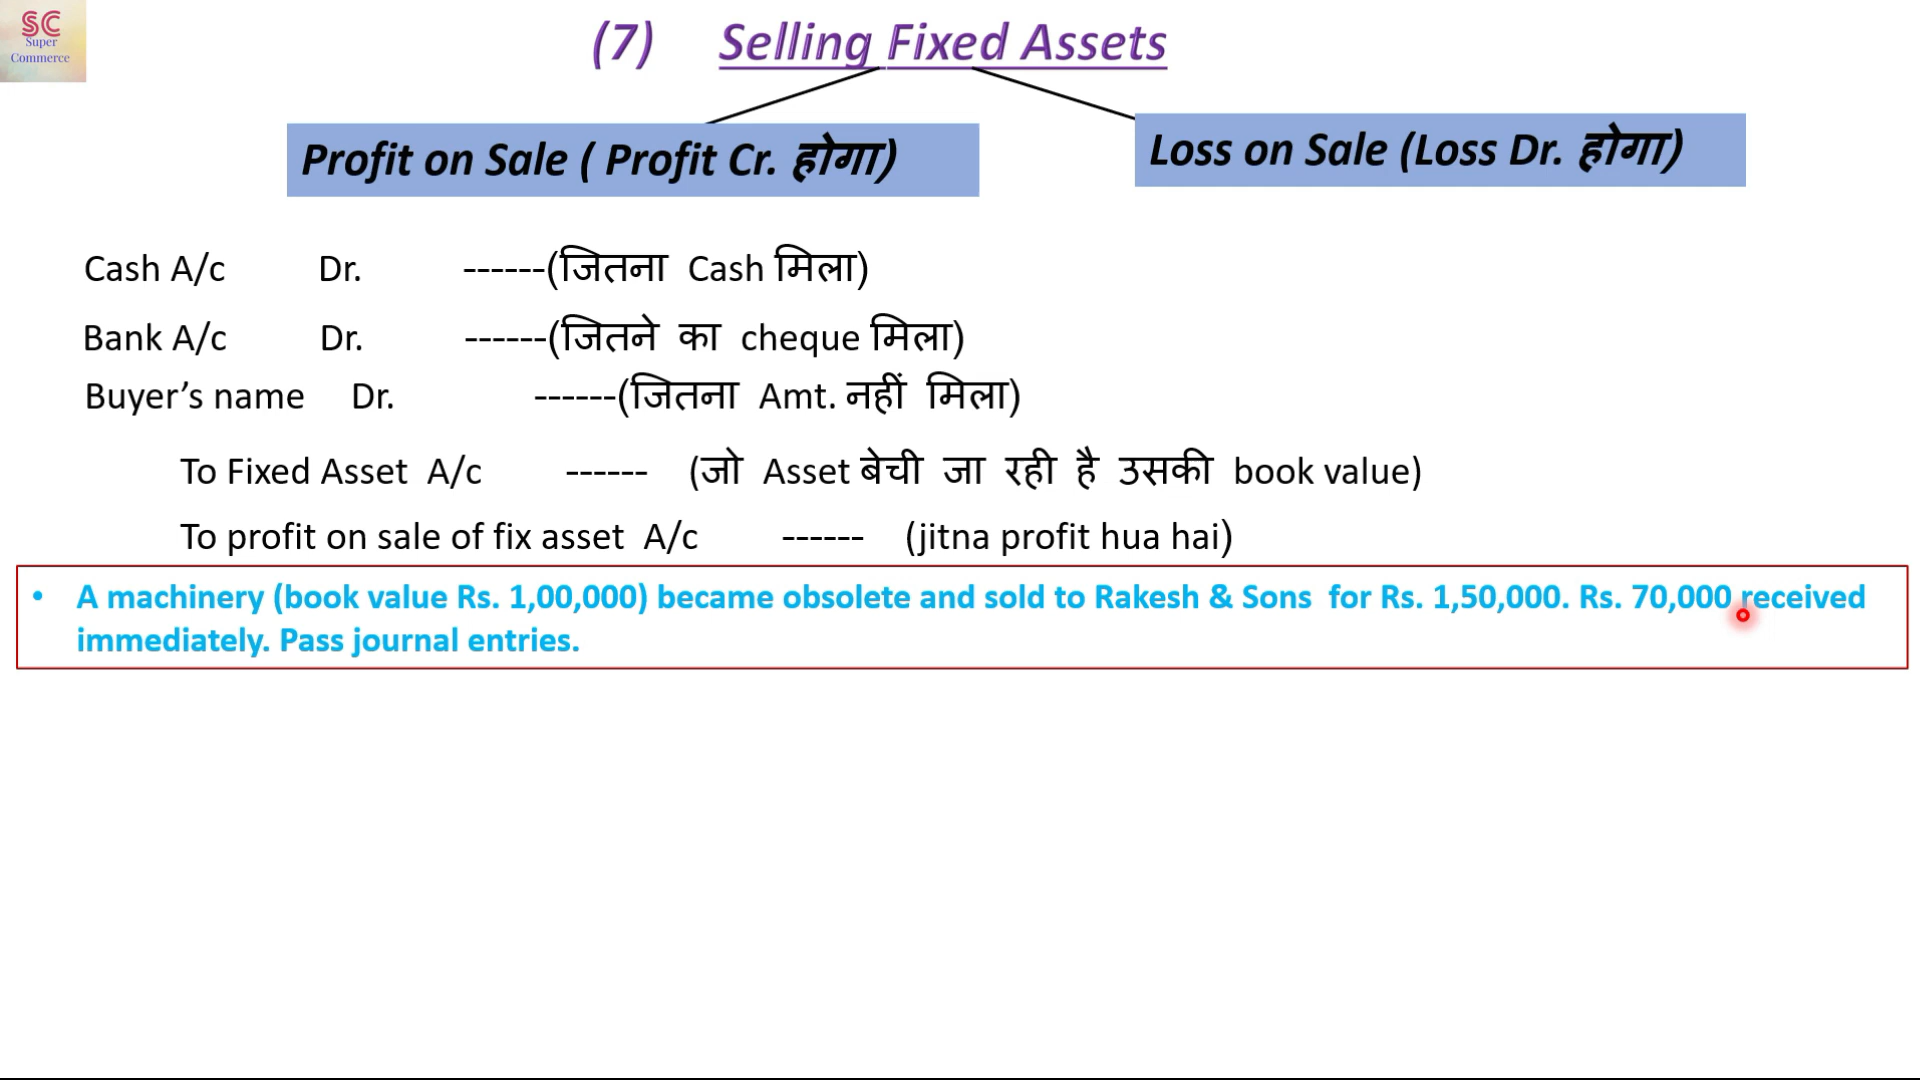 SC
Super
Commerce
(7) Selling Fixed Assets
Profit on Sale ( Profit Cr. होगा)
Loss on Sale (Loss Dr. होगा)
Cash A/c Dr. ------(जितना Cash मिला)
Bank A/c Dr. ------(जितने का cheque मिला)
Buyer’s name Dr. ------(जितना Amt. नहीं मिला)
To Fixed Asset A/c ------ (जो Asset बेची जा रही है उसकी book value)
To profit on sale of fix asset A/c ------ (jitna profit hua hai)
• A machinery (book value Rs. 1,00,000) became obsolete and sold to Rakesh & Sons for Rs. 1,50,000. Rs. 70,000 received
immediately. Pass journal entries.